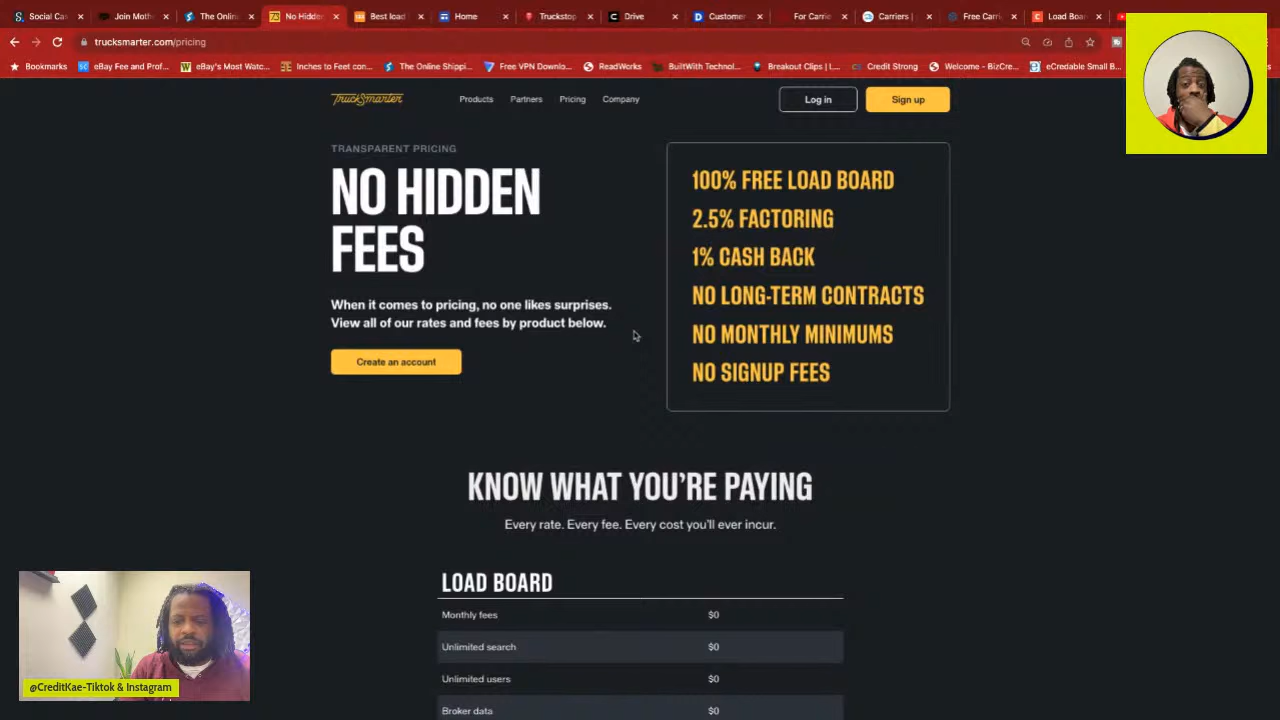 Social Ca
Join Moth
The Onlin
No Hidden
Best load
Home
Truckstop
Drive
Customer
For Carrie
Carriers |
Free Carri
Load Boar
trucksmarter.com/pricing
Bookmarks
eBay Fee and Prof...
eBay's Most Watc...
Inches to Feet con...
The Online Shippi...
Free VPN Downlo...
ReadWorks
BuiltWith Technol...
Breakout Clips | L...
Credit Strong
Welcome - BizCre...
eCredable Small B...
TruckSmarter
Products
Partners
Pricing
Company
Log in
Sign up
TRANSPARENT PRICING
NO HIDDEN
FEES
When it comes to pricing, no one likes surprises.
View all of our rates and fees by product below.
Create an account
100% FREE LOAD BOARD
2.5% FACTORING
1% CASH BACK
NO LONG-TERM CONTRACTS
NO MONTHLY MINIMUMS
NO SIGNUP FEES
KNOW WHAT YOU'RE PAYING
Every rate. Every fee. Every cost you'll ever incur.
LOAD BOARD
Monthly fees $0
Unlimited search $0
Unlimited users $0
Broker data $0
@CreditKae-Tiktok & Instagram